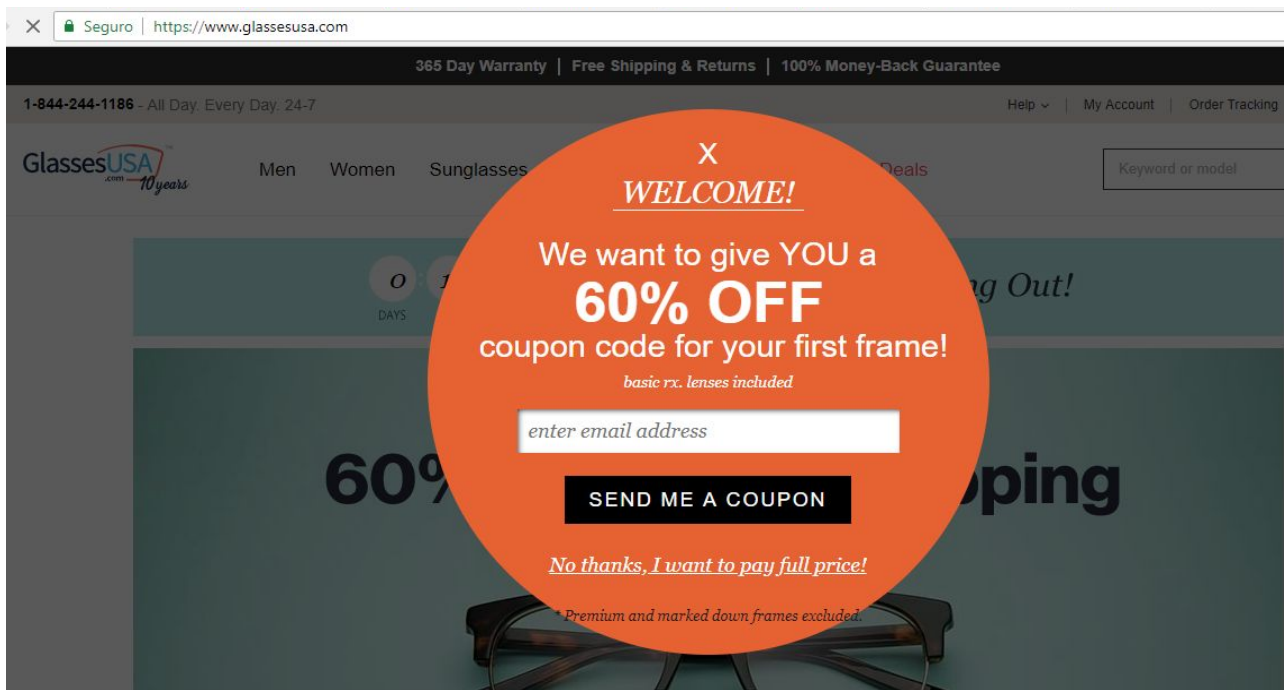 Seguro | https://www.glassesusa.com
365 Day Warranty | Free Shipping & Returns | 100% Money-Back Guarantee
1-844-244-1186 - All Day. Every Day. 24-7
Help | My Account | Order Tracking
GlassesUSA
.com 10 years
Men Women Sunglasses Deals
Keyword or model
X
WELCOME!
We want to give YOU a
60% OFF
coupon code for your first frame!
basic rx. lenses included
0
DAYS
Out!
enter email address
60%
SEND ME A COUPON
No thanks, I want to pay full price!
* Premium and marked down frames excluded.